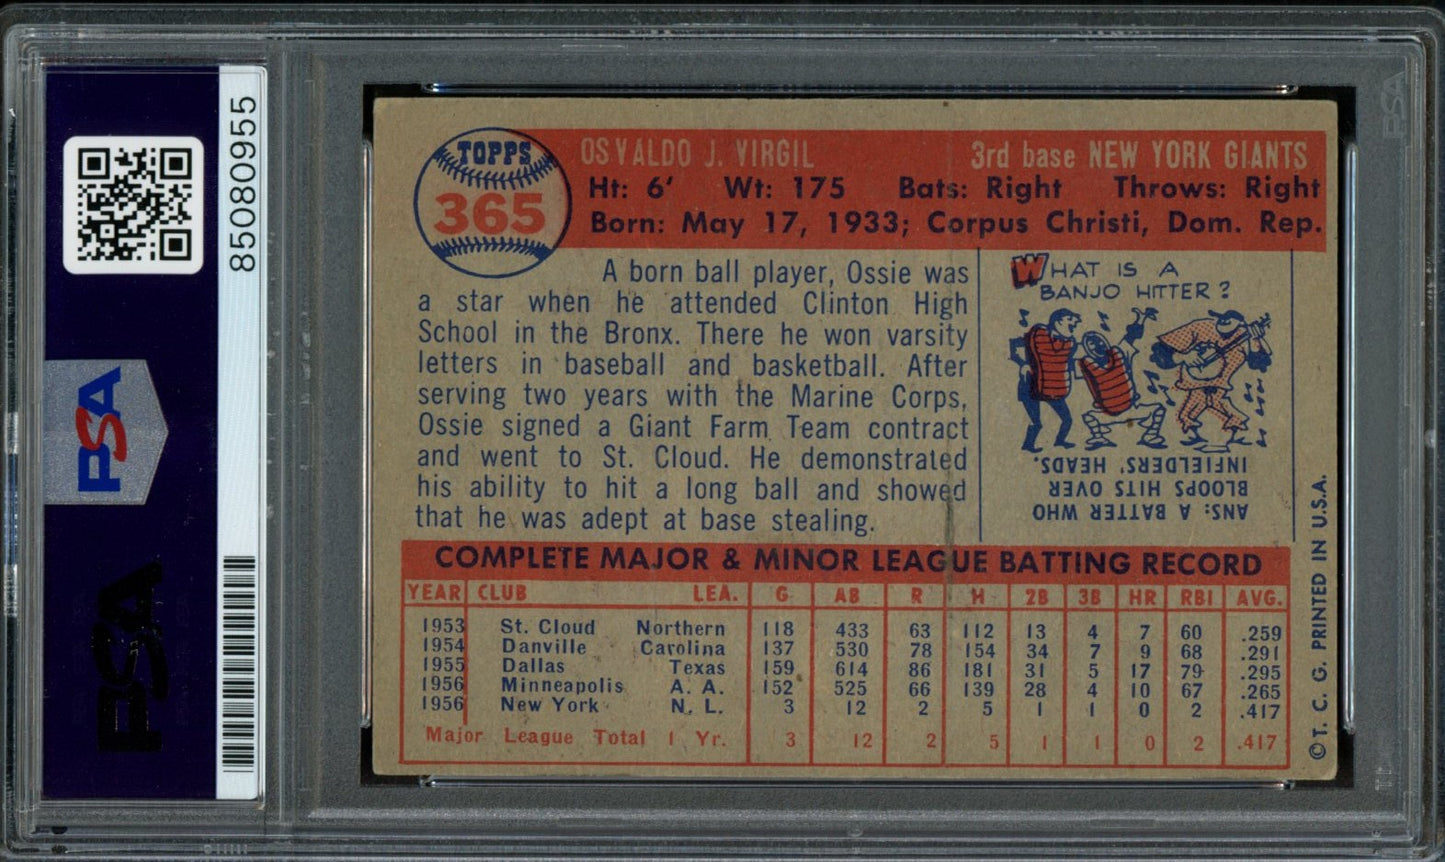 PSA
85080955
PSA
PSA
TOPPS
365
OSVALDO J. VIRGIL 3rd base NEW YORK GIANTS
Ht: 6' Wt: 175 Bats: Right Throws: Right
Born: May 17, 1933; Corpus Christi, Dom. Rep.
A born ball player, Ossie was
a star when he attended Clinton High
School in the Bronx. There he won varsity
letters in baseball and basketball. After
serving two years with the Marine Corps,
Ossie signed a Giant Farm Team contract
and went to St. Cloud. He demonstrated
his ability to hit a long ball and showed
that he was adept at base stealing.
WHAT IS A
BANJO HITTER?
ANS: A BATTER WHO
BLOOPS HITS OVER
INFIELDERS' HEADS.
COMPLETE MAJOR & MINOR LEAGUE BATTING RECORD
YEAR CLUB LEA. G AB R H 2B 3B HR RBI AVG.
1953 St. Cloud Northern 118 433 63 112 13 4 7 60 .259
1954 Danville Carolina 137 530 78 154 34 7 9 68 .291
1955 Dallas Texas 159 614 86 181 31 5 17 79 .295
1956 Minneapolis A. A. 152 525 66 139 28 4 10 67 .265
1956 New York N. L. 3 12 2 5 1 1 0 2 .417
Major League Total 1 Yr. 3 12 2 5 1 1 0 2 .417
©T. C. G. PRINTED IN U.S.A.